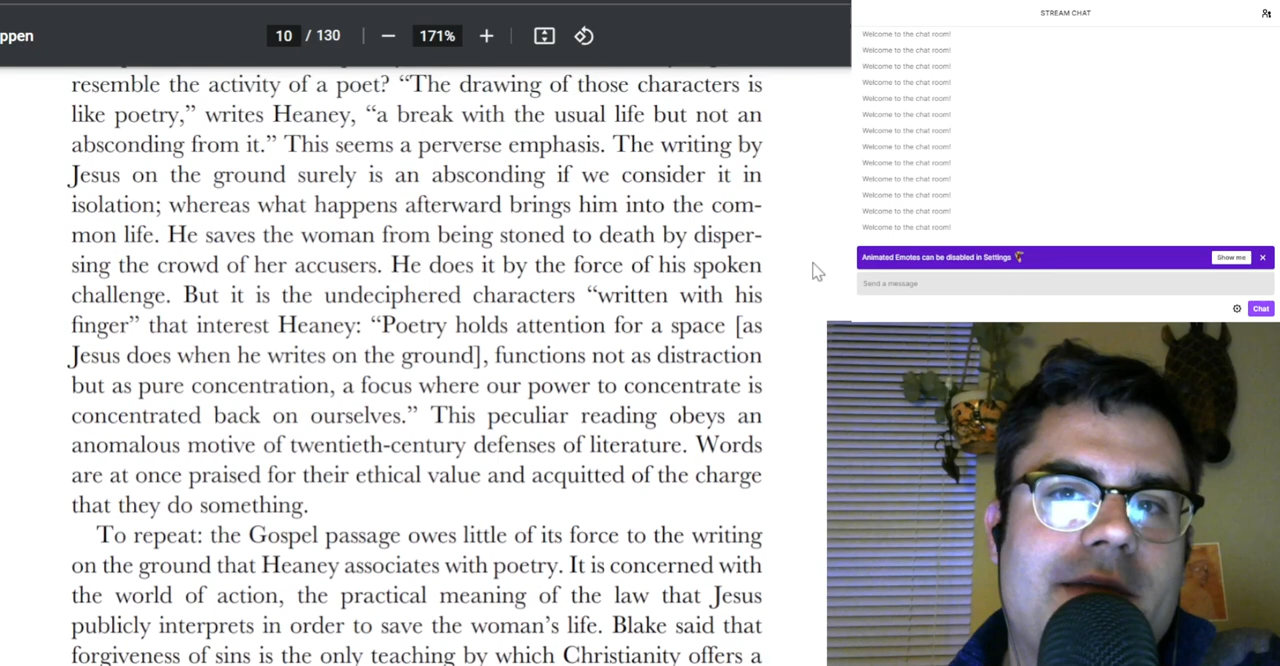 ppen
10 / 130
171%
resemble the activity of a poet? “The drawing of those characters is
like poetry,” writes Heaney, “a break with the usual life but not an
absconding from it.” This seems a perverse emphasis. The writing by
Jesus on the ground surely is an absconding if we consider it in
isolation; whereas what happens afterward brings him into the com-
mon life. He saves the woman from being stoned to death by disper-
sing the crowd of her accusers. He does it by the force of his spoken
challenge. But it is the undeciphered characters “written with his
finger” that interest Heaney: “Poetry holds attention for a space [as
Jesus does when he writes on the ground], functions not as distraction
but as pure concentration, a focus where our power to concentrate is
concentrated back on ourselves.” This peculiar reading obeys an
anomalous motive of twentieth-century defenses of literature. Words
are at once praised for their ethical value and acquitted of the charge
that they do something.
To repeat: the Gospel passage owes little of its force to the writing
on the ground that Heaney associates with poetry. It is concerned with
the world of action, the practical meaning of the law that Jesus
publicly interprets in order to save the woman’s life. Blake said that
forgiveness of sins is the only teaching by which Christianity offers a
STREAM CHAT
Welcome to the chat room!
Welcome to the chat room!
Welcome to the chat room!
Welcome to the chat room!
Welcome to the chat room!
Welcome to the chat room!
Welcome to the chat room!
Welcome to the chat room!
Welcome to the chat room!
Welcome to the chat room!
Welcome to the chat room!
Welcome to the chat room!
Welcome to the chat room!
Animated Emotes can be disabled in Settings
Show me
Send a message
Chat